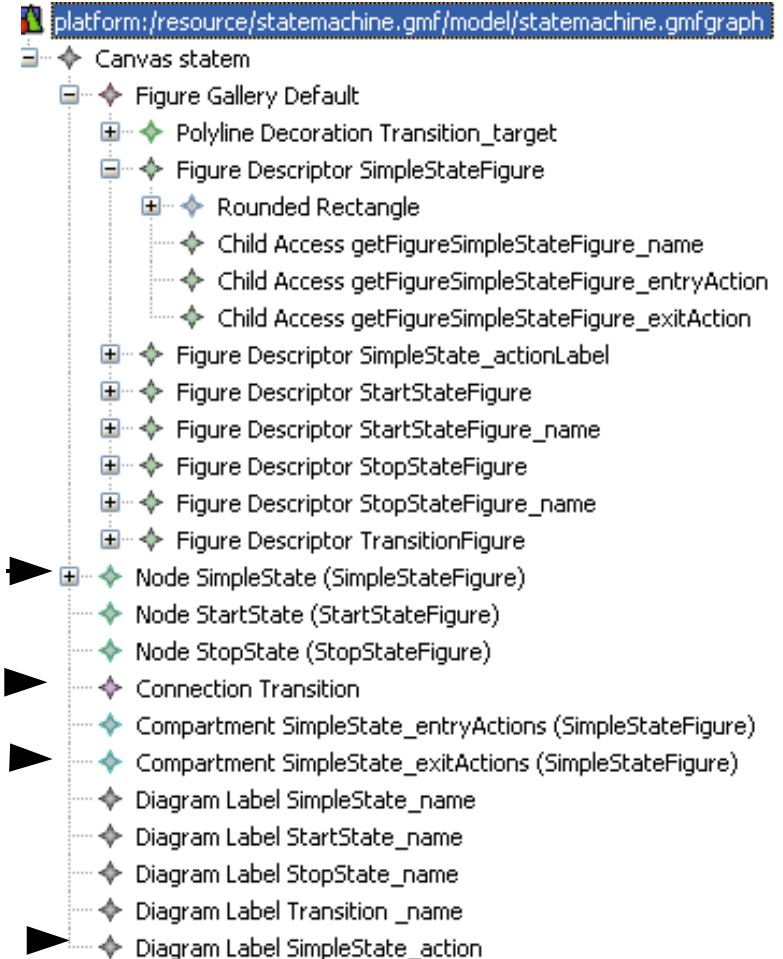 platform:/resource/statemachine.gmf/model/statemachine.gmfgraph
Canvas statem
Figure Gallery Default
Polyline Decoration Transition_target
Figure Descriptor SimpleStateFigure
Rounded Rectangle
Child Access getFigureSimpleStateFigure_name
Child Access getFigureSimpleStateFigure_entryAction
Child Access getFigureSimpleStateFigure_exitAction
Figure Descriptor SimpleState_actionLabel
Figure Descriptor StartStateFigure
Figure Descriptor StartStateFigure_name
Figure Descriptor StopStateFigure
Figure Descriptor StopStateFigure_name
Figure Descriptor TransitionFigure
Node SimpleState (SimpleStateFigure)
Node StartState (StartStateFigure)
Node StopState (StopStateFigure)
Connection Transition
Compartment SimpleState_entryActions (SimpleStateFigure)
Compartment SimpleState_exitActions (SimpleStateFigure)
Diagram Label SimpleState_name
Diagram Label StartState_name
Diagram Label StopState_name
Diagram Label Transition _name
Diagram Label SimpleState_action